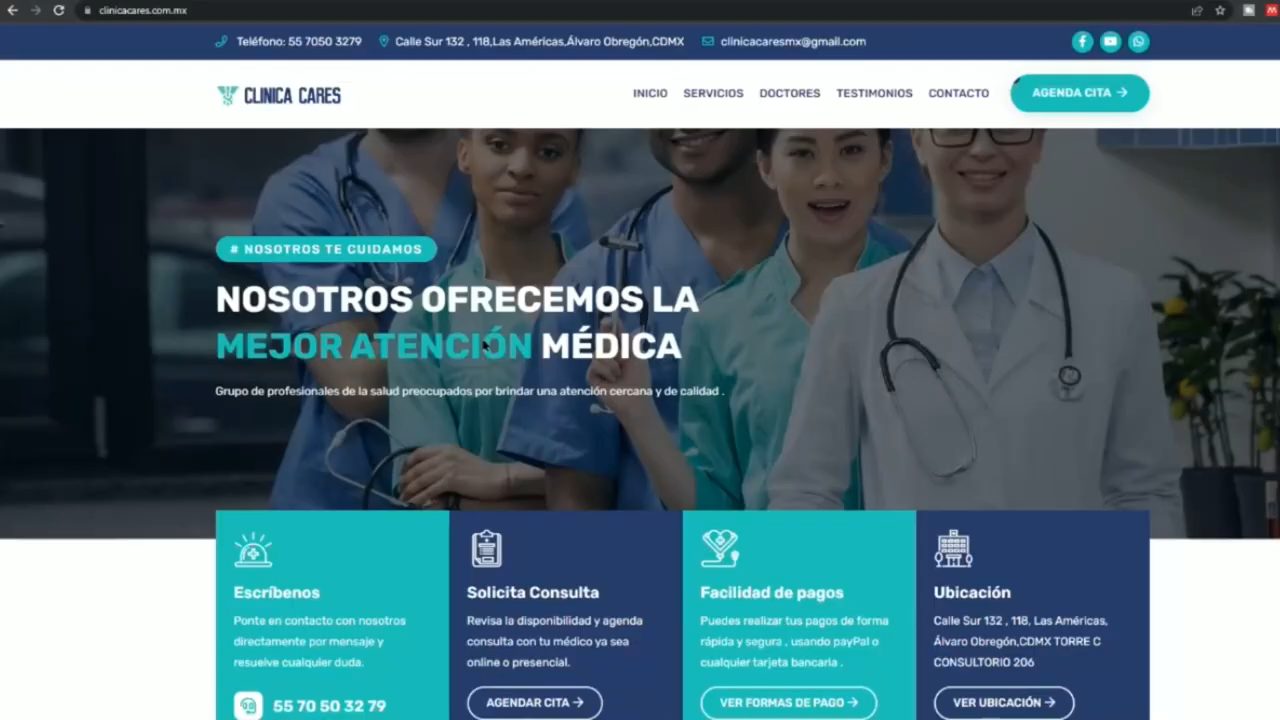 clinicacares.com.mx
Teléfono: 55 7050 3279
Calle Sur 132 , 118,Las Américas,Álvaro Obregón,CDMX
clinicacaresmx@gmail.com
CLINICA CARES
INICIO
SERVICIOS
DOCTORES
TESTIMONIOS
CONTACTO
AGENDA CITA →
# NOSOTROS TE CUIDAMOS
NOSOTROS OFRECEMOS LA
MEJOR ATENCIÓN MÉDICA
Grupo de profesionales de la salud preocupados por brindar una atención cercana y de calidad .
Escríbenos
Ponte en contacto con nosotros
directamente por mensaje y
resuelve cualquier duda.
55 70 50 32 79
Solicita Consulta
Revisa la disponibilidad y agenda
consulta con tu médico ya sea
online o presencial.
AGENDAR CITA →
Facilidad de pagos
Puedes realizar tus pagos de forma
rápida y segura , usando payPal o
cualquier tarjeta bancaria .
VER FORMAS DE PAGO →
Ubicación
Calle Sur 132 , 118, Las Américas,
Álvaro Obregón,CDMX TORRE C
CONSULTORIO 206
VER UBICACIÓN →